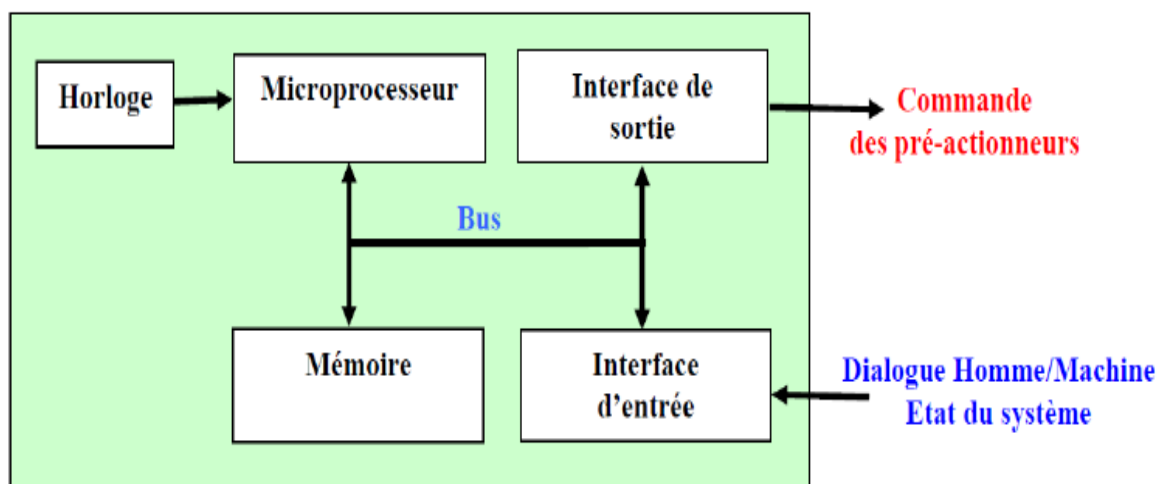 Horloge
Microprocesseur
Interface de
sortie
Commande
des pré-actionneurs
Bus
Mémoire
Interface
d’entrée
Dialogue Homme/Machine
Etat du système